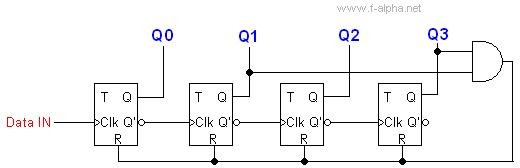 www.f-alpha.net
Q0 Q1 Q2 Q3
T Q T Q T Q T Q
Data IN Clk Q' Clk Q' Clk Q' Clk Q'
R R R R